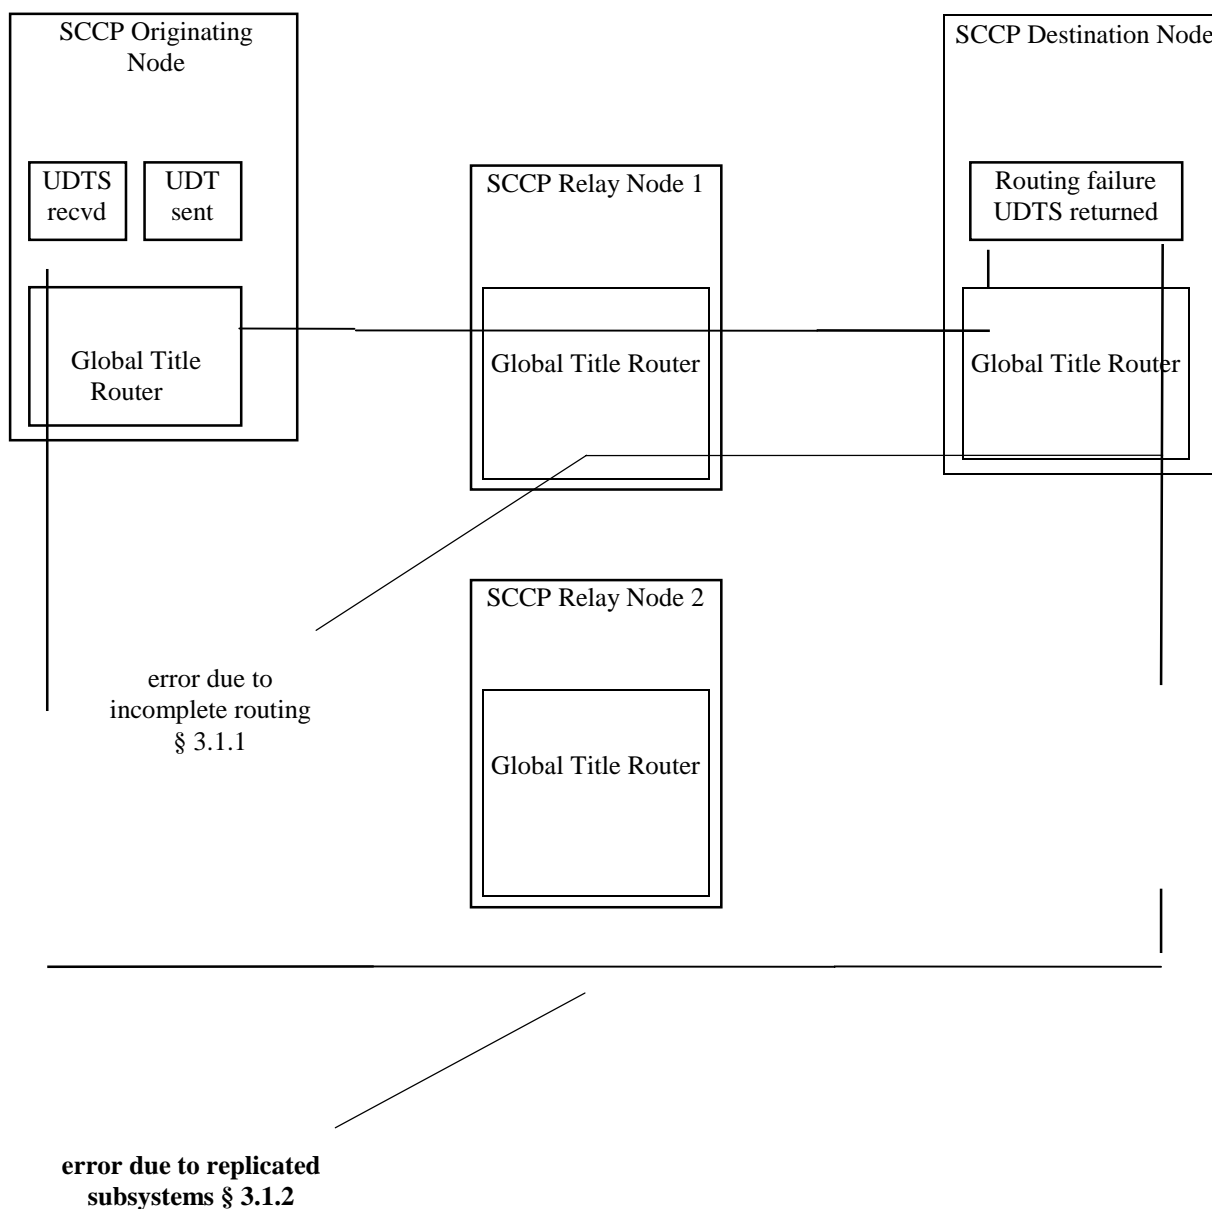 SCCP Originating
Node
UDTS
recvd
UDT
sent
Global Title
Router
SCCP Relay Node 1
Global Title Router
SCCP Destination Node
Routing failure
UDTS returned
Global Title Router
error due to
incomplete routing
§ 3.1.1
SCCP Relay Node 2
Global Title Router
error due to replicated
subsystems § 3.1.2